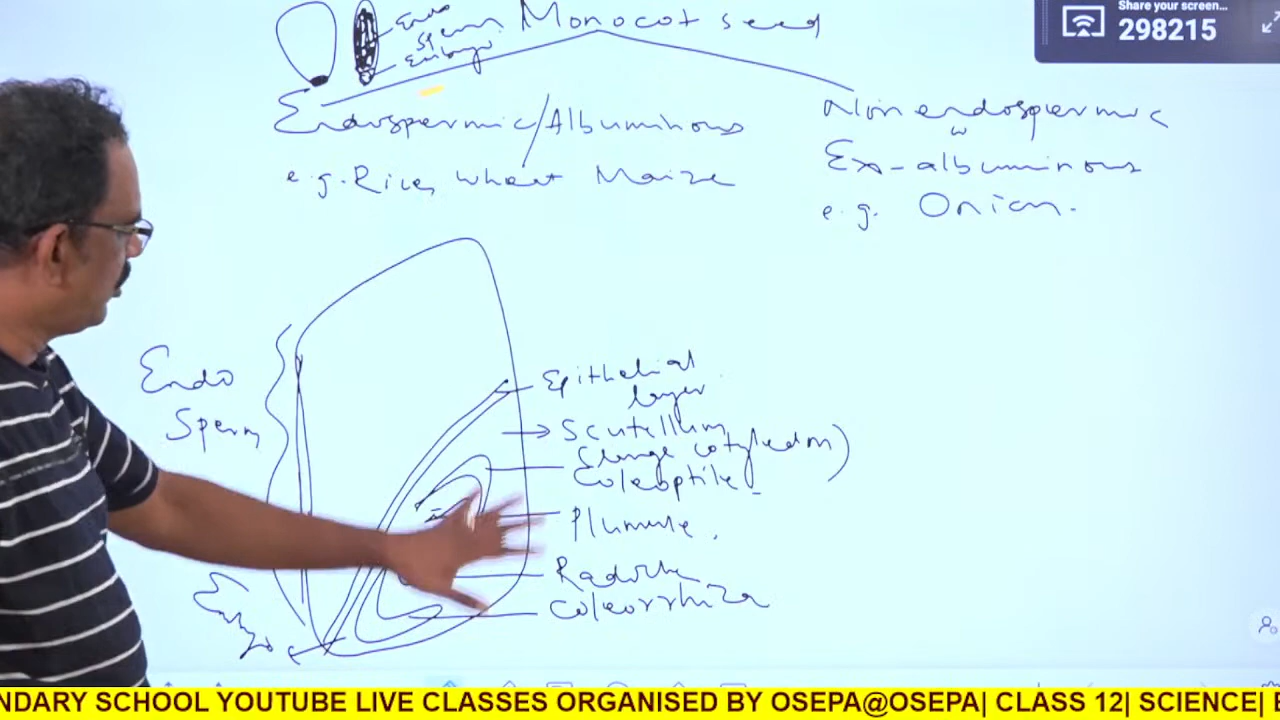 Share your screen...
298215
Monocot seed
Endo
Sperm
Embryo
Endospermic/Albuminous
e.g. Rice, Wheat Maize
Non endospermic
Ex-albuminous
e.g. Onion.
Endo
Sperm
Epithelial
layer
Scutellum
cotyledon)
Coleoptile
Plumule
Radicle
Coleorrhiza
NDARY SCHOOL YOUTUBE LIVE CLASSES ORGANISED BY OSEPA@OSEPA| CLASS 12| SCIENCE|